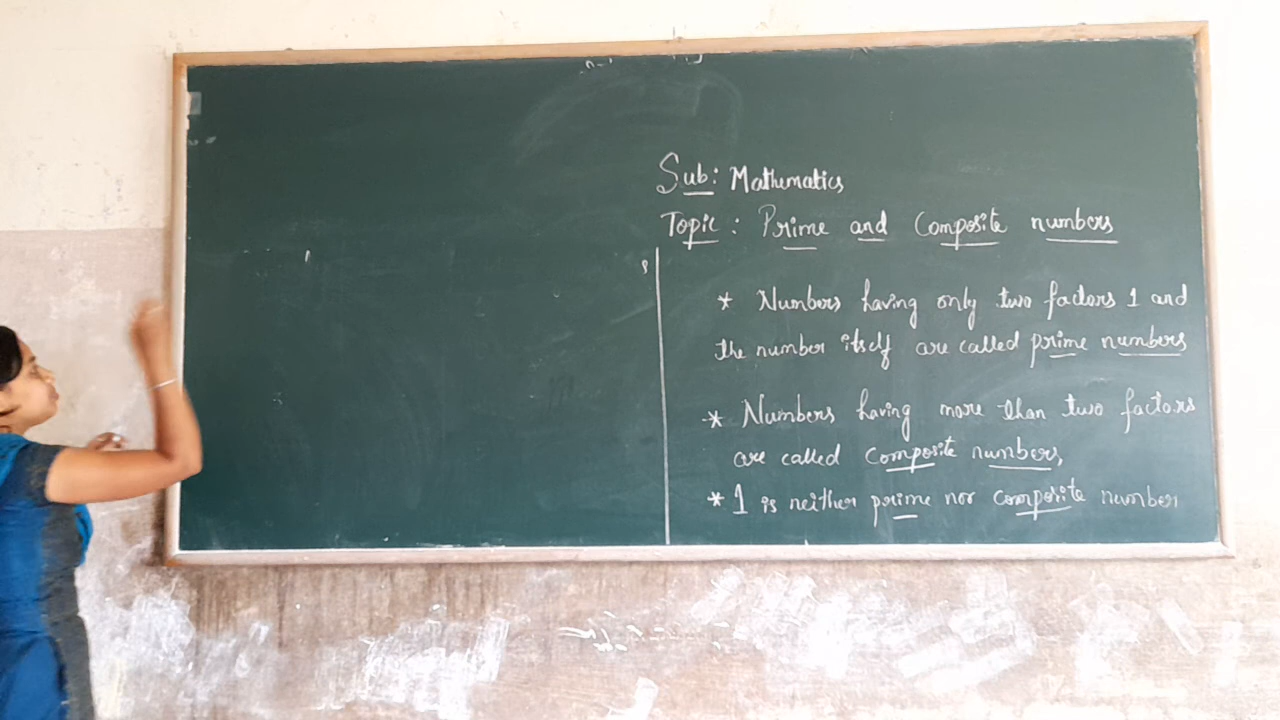 Sub: Mathematics
Topic: Prime and Composite numbers
* Numbers having only two factors 1 and
the number itself are called prime numbers
* Numbers having more than two factors
are called composite numbers,
* 1 is neither prime nor composite number